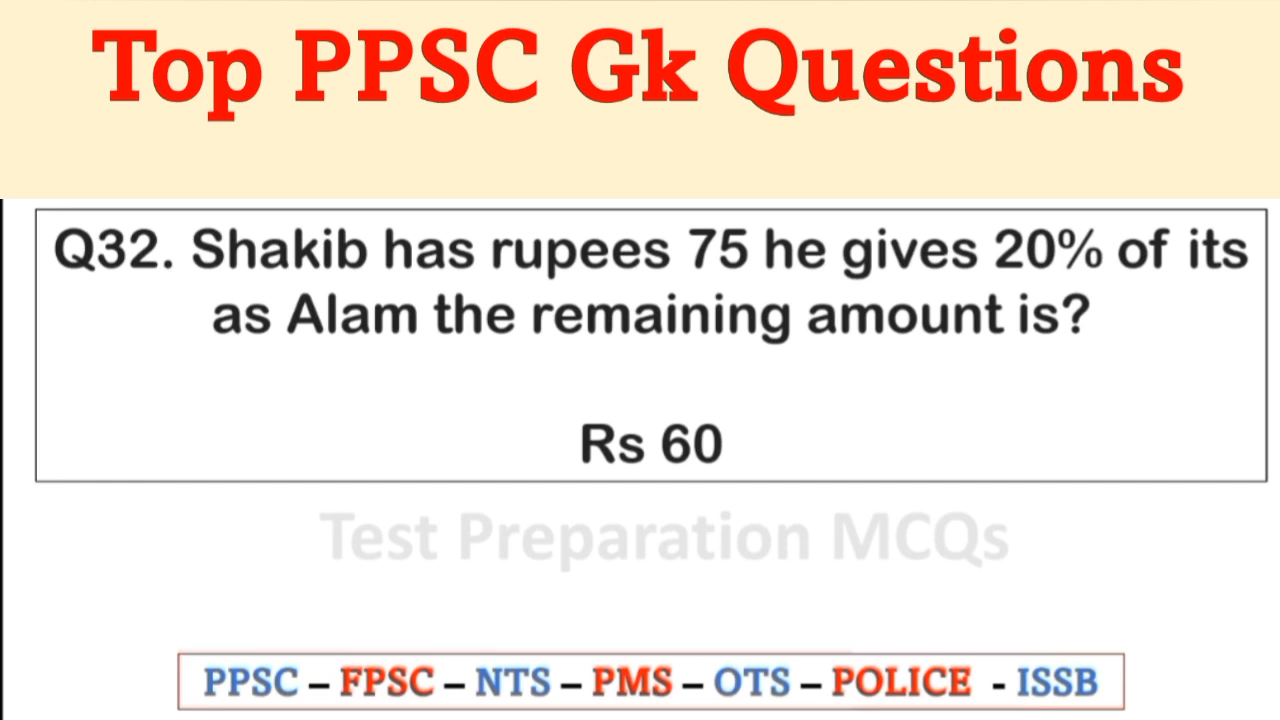 Top PPSC Gk Questions
Q32. Shakib has rupees 75 he gives 20% of its
as Alam the remaining amount is?
Rs 60
Test Preparation MCQs
PPSC – FPSC – NTS – PMS – OTS – POLICE - ISSB